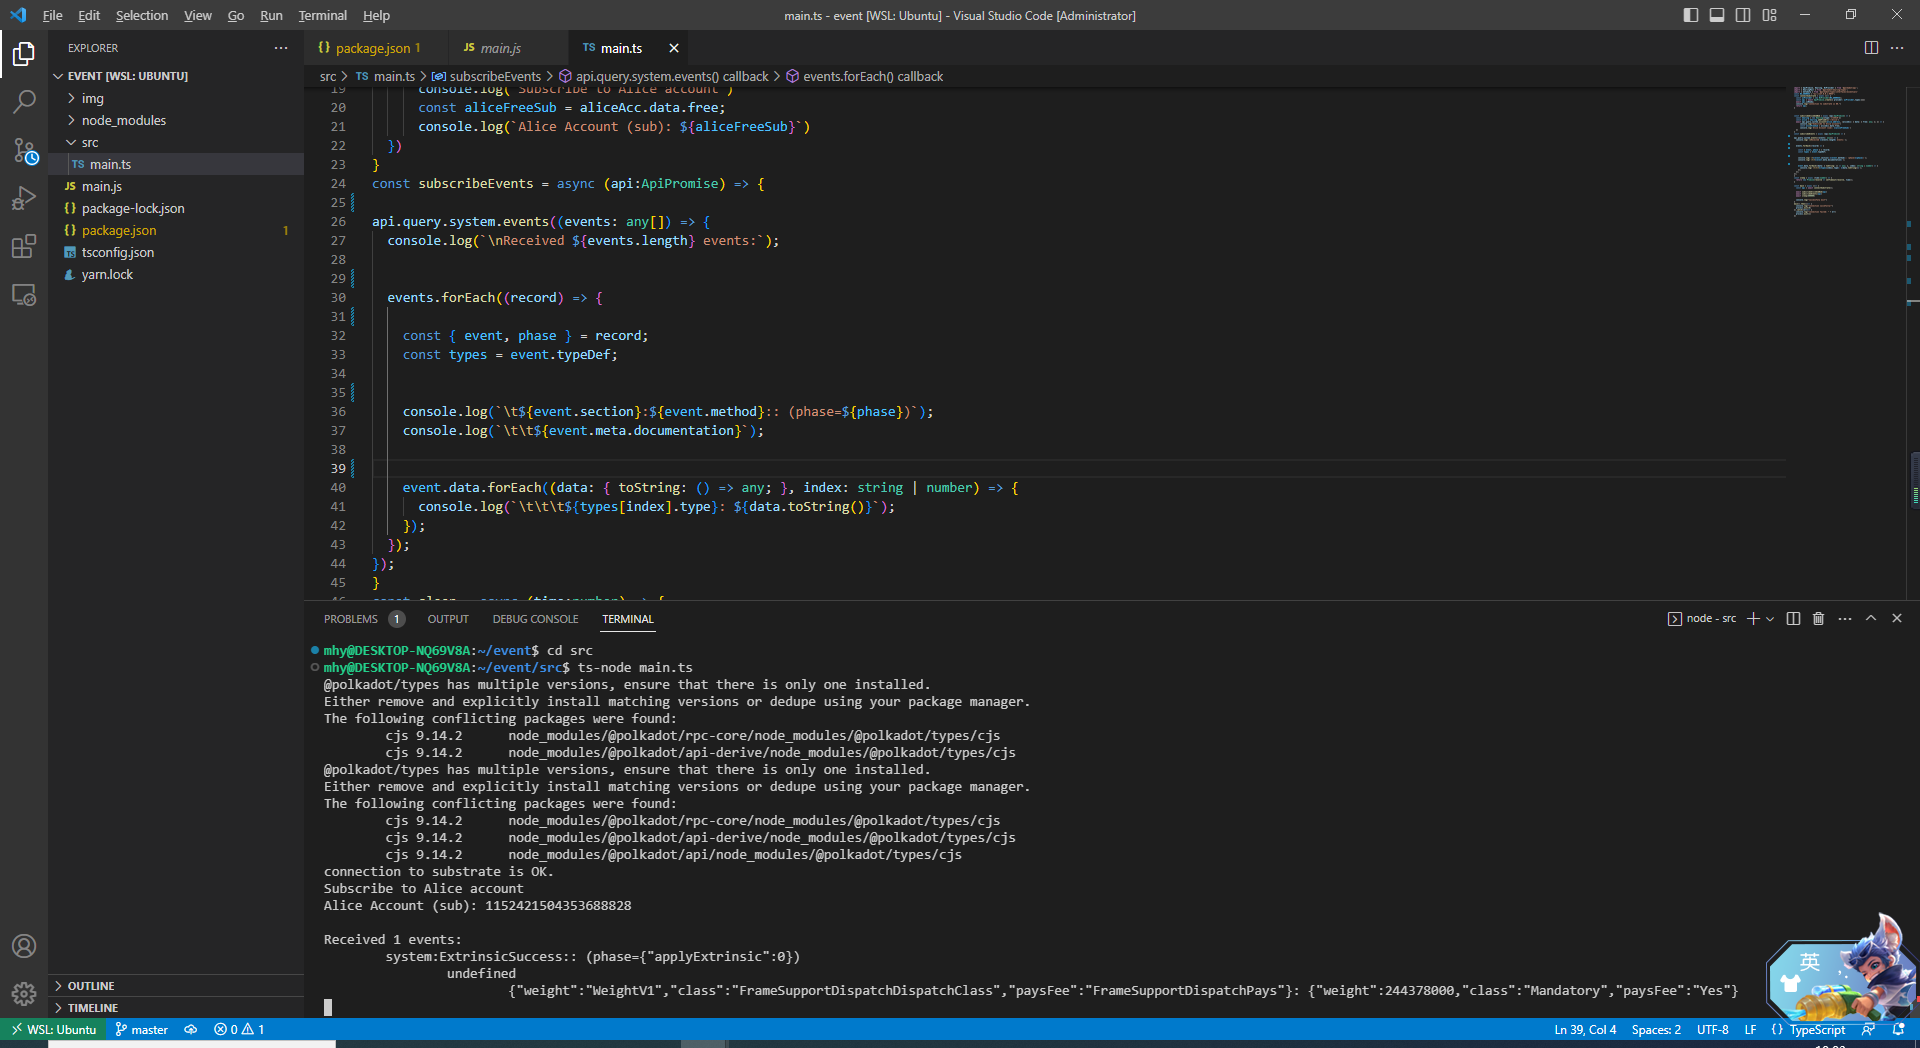 File Edit Selection View Go Run Terminal Help
main.ts - event [WSL: Ubuntu] - Visual Studio Code [Administrator]
EXPLORER
EVENT [WSL: UBUNTU]
img
node_modules
src
TS main.ts
JS main.js
{} package-lock.json
{} package.json 1
TS tsconfig.json
yarn.lock
OUTLINE
TIMELINE
{} package.json 1
JS main.js
TS main.ts
src > TS main.ts > subscribeEvents > api.query.system.events() callback > events.forEach() callback
19 console.log(`Subscribe to Alice account`)
20 const aliceFreeSub = aliceAcc.data.free;
21 console.log(`Alice Account (sub): ${aliceFreeSub}`)
22 })
23 }
24 const subscribeEvents = async (api:ApiPromise) => {
25
26 api.query.system.events((events: any[]) => {
27 console.log(`\nReceived ${events.length} events:`);
28
29
30 events.forEach((record) => {
31
32 const { event, phase } = record;
33 const types = event.typeDef;
34
35
36 console.log(`\t${event.section}:${event.method}:: (phase=${phase})`);
37 console.log(`\t\t${event.meta.documentation}`);
38
39
40 event.data.forEach((data: { toString: () => any; }, index: string | number) => {
41 console.log(`\t\t\t${types[index].type}: ${data.toString()}`);
42 });
43 });
44 });
45 }
PROBLEMS 1 OUTPUT DEBUG CONSOLE TERMINAL
node - src
mhy@DESKTOP-NQ69V8A:~/event$ cd src
mhy@DESKTOP-NQ69V8A:~/event/src$ ts-node main.ts
@polkadot/types has multiple versions, ensure that there is only one installed.
Either remove and explicitly install matching versions or dedupe using your package manager.
The following conflicting packages were found:
cjs 9.14.2 node_modules/@polkadot/rpc-core/node_modules/@polkadot/types/cjs
cjs 9.14.2 node_modules/@polkadot/api-derive/node_modules/@polkadot/types/cjs
@polkadot/types has multiple versions, ensure that there is only one installed.
Either remove and explicitly install matching versions or dedupe using your package manager.
The following conflicting packages were found:
cjs 9.14.2 node_modules/@polkadot/rpc-core/node_modules/@polkadot/types/cjs
cjs 9.14.2 node_modules/@polkadot/api-derive/node_modules/@polkadot/types/cjs
cjs 9.14.2 node_modules/@polkadot/api/node_modules/@polkadot/types/cjs
connection to substrate is OK.
Subscribe to Alice account
Alice Account (sub): 1152421504353688828
Received 1 events:
system:ExtrinsicSuccess:: (phase={"applyExtrinsic":0})
undefined
{"weight":"WeightV1","class":"FrameSupportDispatchDispatchClass","paysFee":"FrameSupportDispatchPays"}: {"weight":244378000,"class":"Mandatory","paysFee":"Yes"}
英
WSL: Ubuntu master 0 1
Ln 39, Col 4 Spaces: 2 UTF-8 LF {} TypeScript